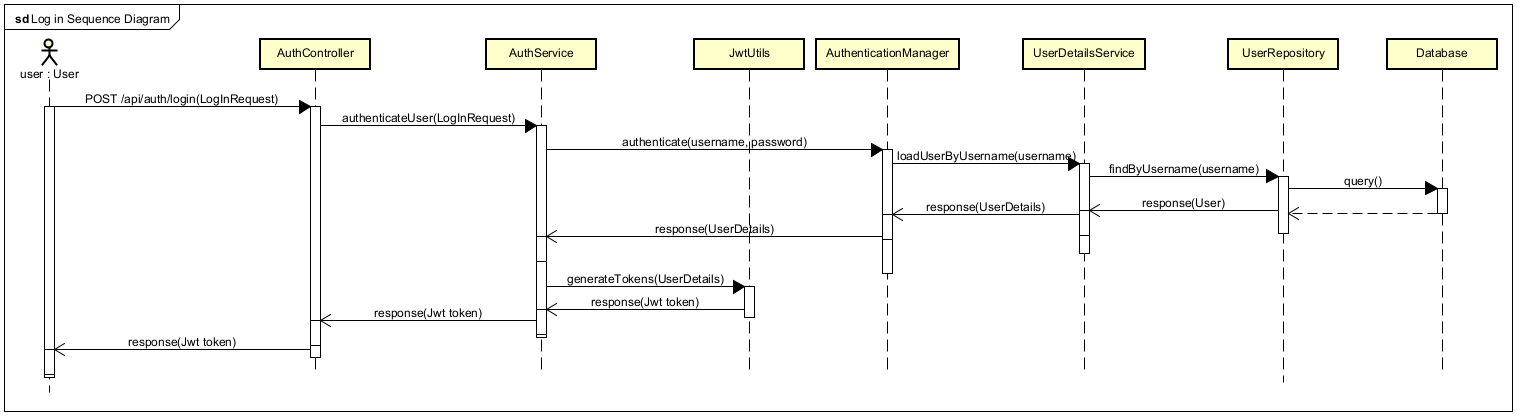 sd Log in Sequence Diagram
user : User
AuthController
AuthService
JwtUtils
AuthenticationManager
UserDetailsService
UserRepository
Database
POST /api/auth/login(LogInRequest)
authenticateUser(LogInRequest)
authenticate(username, password)
loadUserByUsername(username)
findByUsername(username)
query()
response(User)
response(UserDetails)
response(UserDetails)
generateTokens(UserDetails)
response(Jwt token)
response(Jwt token)
response(Jwt token)